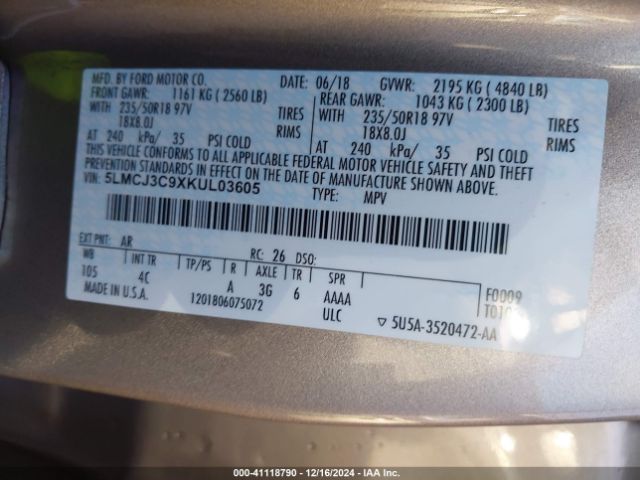 MFD. BY FORD MOTOR CO.    DATE: 06/18    GVWR: 2195 KG ( 4840 LB)
FRONT GAWR: 1161 KG ( 2560 LB)    REAR GAWR: 1043 KG ( 2300 LB)
WITH 235/50R18 97V TIRES    WITH 235/50R18 97V TIRES
18X8.0J RIMS    18X8.0J RIMS
AT 240 kPa/ 35 PSI COLD    AT 240 kPa/ 35 PSI COLD
THIS VEHICLE CONFORMS TO ALL APPLICABLE FEDERAL MOTOR VEHICLE SAFETY AND THEFT
PREVENTION STANDARDS IN EFFECT ON THE DATE OF MANUFACTURE SHOWN ABOVE.
VIN: 5LMCJ3C9XKUL03605
TYPE: MPV
EXT PNT: AR    RC: 26 DSO:
WB    INT TR    TP/PS    R    AXLE    TR    SPR
105    4C    A    3G    6    AAAA    F0009
MADE IN U.S.A.    1201806075072    ULC
▽ 5U5A-3520472-AA
000-41118790 - 12/16/2024 - IAA Inc.